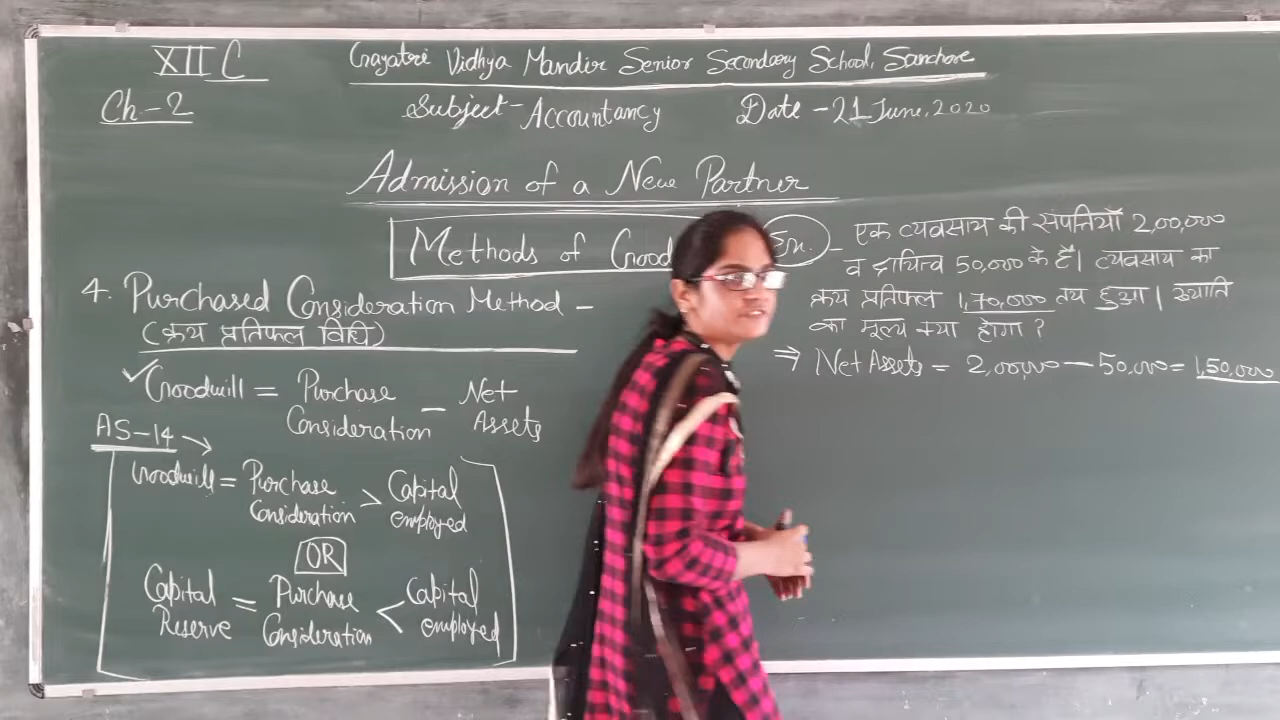 XII C
Gayatri Vidhya Mandir Senior Secondary School, Sanchore
Ch-2
Subject-Accountancy
Date -21 June, 2020
Admission of a New Partner
Methods of Good
4. Purchased Consideration Method -
(क्रय प्रतिफल विधि)
✓Goodwill = Purchase Consideration - Net Assets
AS-14 →
Goodwill = Purchase Consideration > Capital employed
OR
Capital Reserve = Purchase Consideration < Capital employed
Ex. - एक व्यवसाय की संपत्तियाँ 2,00,000
व दायित्व 50,000 के हैं। व्यवसाय का
क्रय प्रतिफल 1,70,000 तय हुआ। ख्याति
का मूल्य क्या होगा ?
⇒ Net Assets = 2,00,000 - 50,000 = 1,50,000